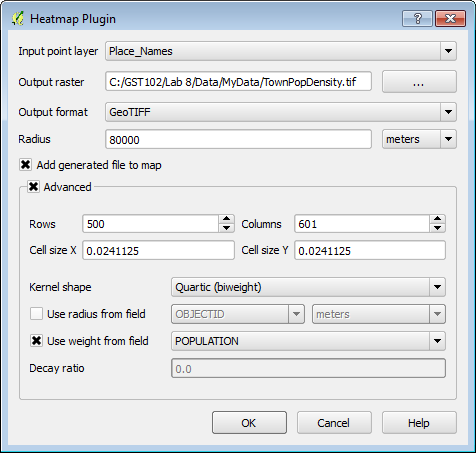 Heatmap Plugin
?
Input point layer Place_Names
Output raster C:/GST102/Lab 8/Data/MyData/TownPopDensity.tif ...
Output format GeoTIFF
Radius 80000 meters
Add generated file to map
Advanced
Rows 500 Columns 601
Cell size X 0.0241125 Cell size Y 0.0241125
Kernel shape Quartic (biweight)
Use radius from field OBJECTID meters
Use weight from field POPULATION
Decay ratio 0.0
OK Cancel Help